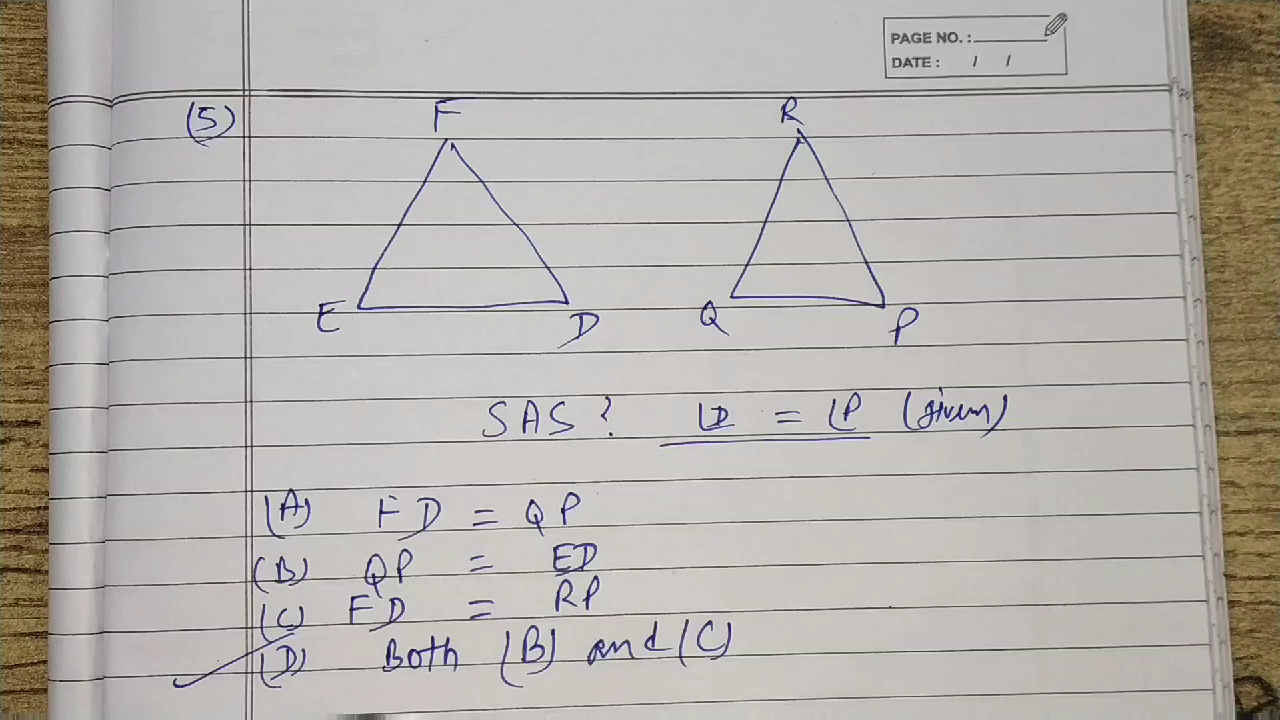 PAGE NO. :
DATE : / /
(5)
F R
E D Q P
SAS ? ∠D = ∠P (given)
(A) FD = QP
(B) QP = ED
(C) FD = RP
(D) Both (B) and (C)